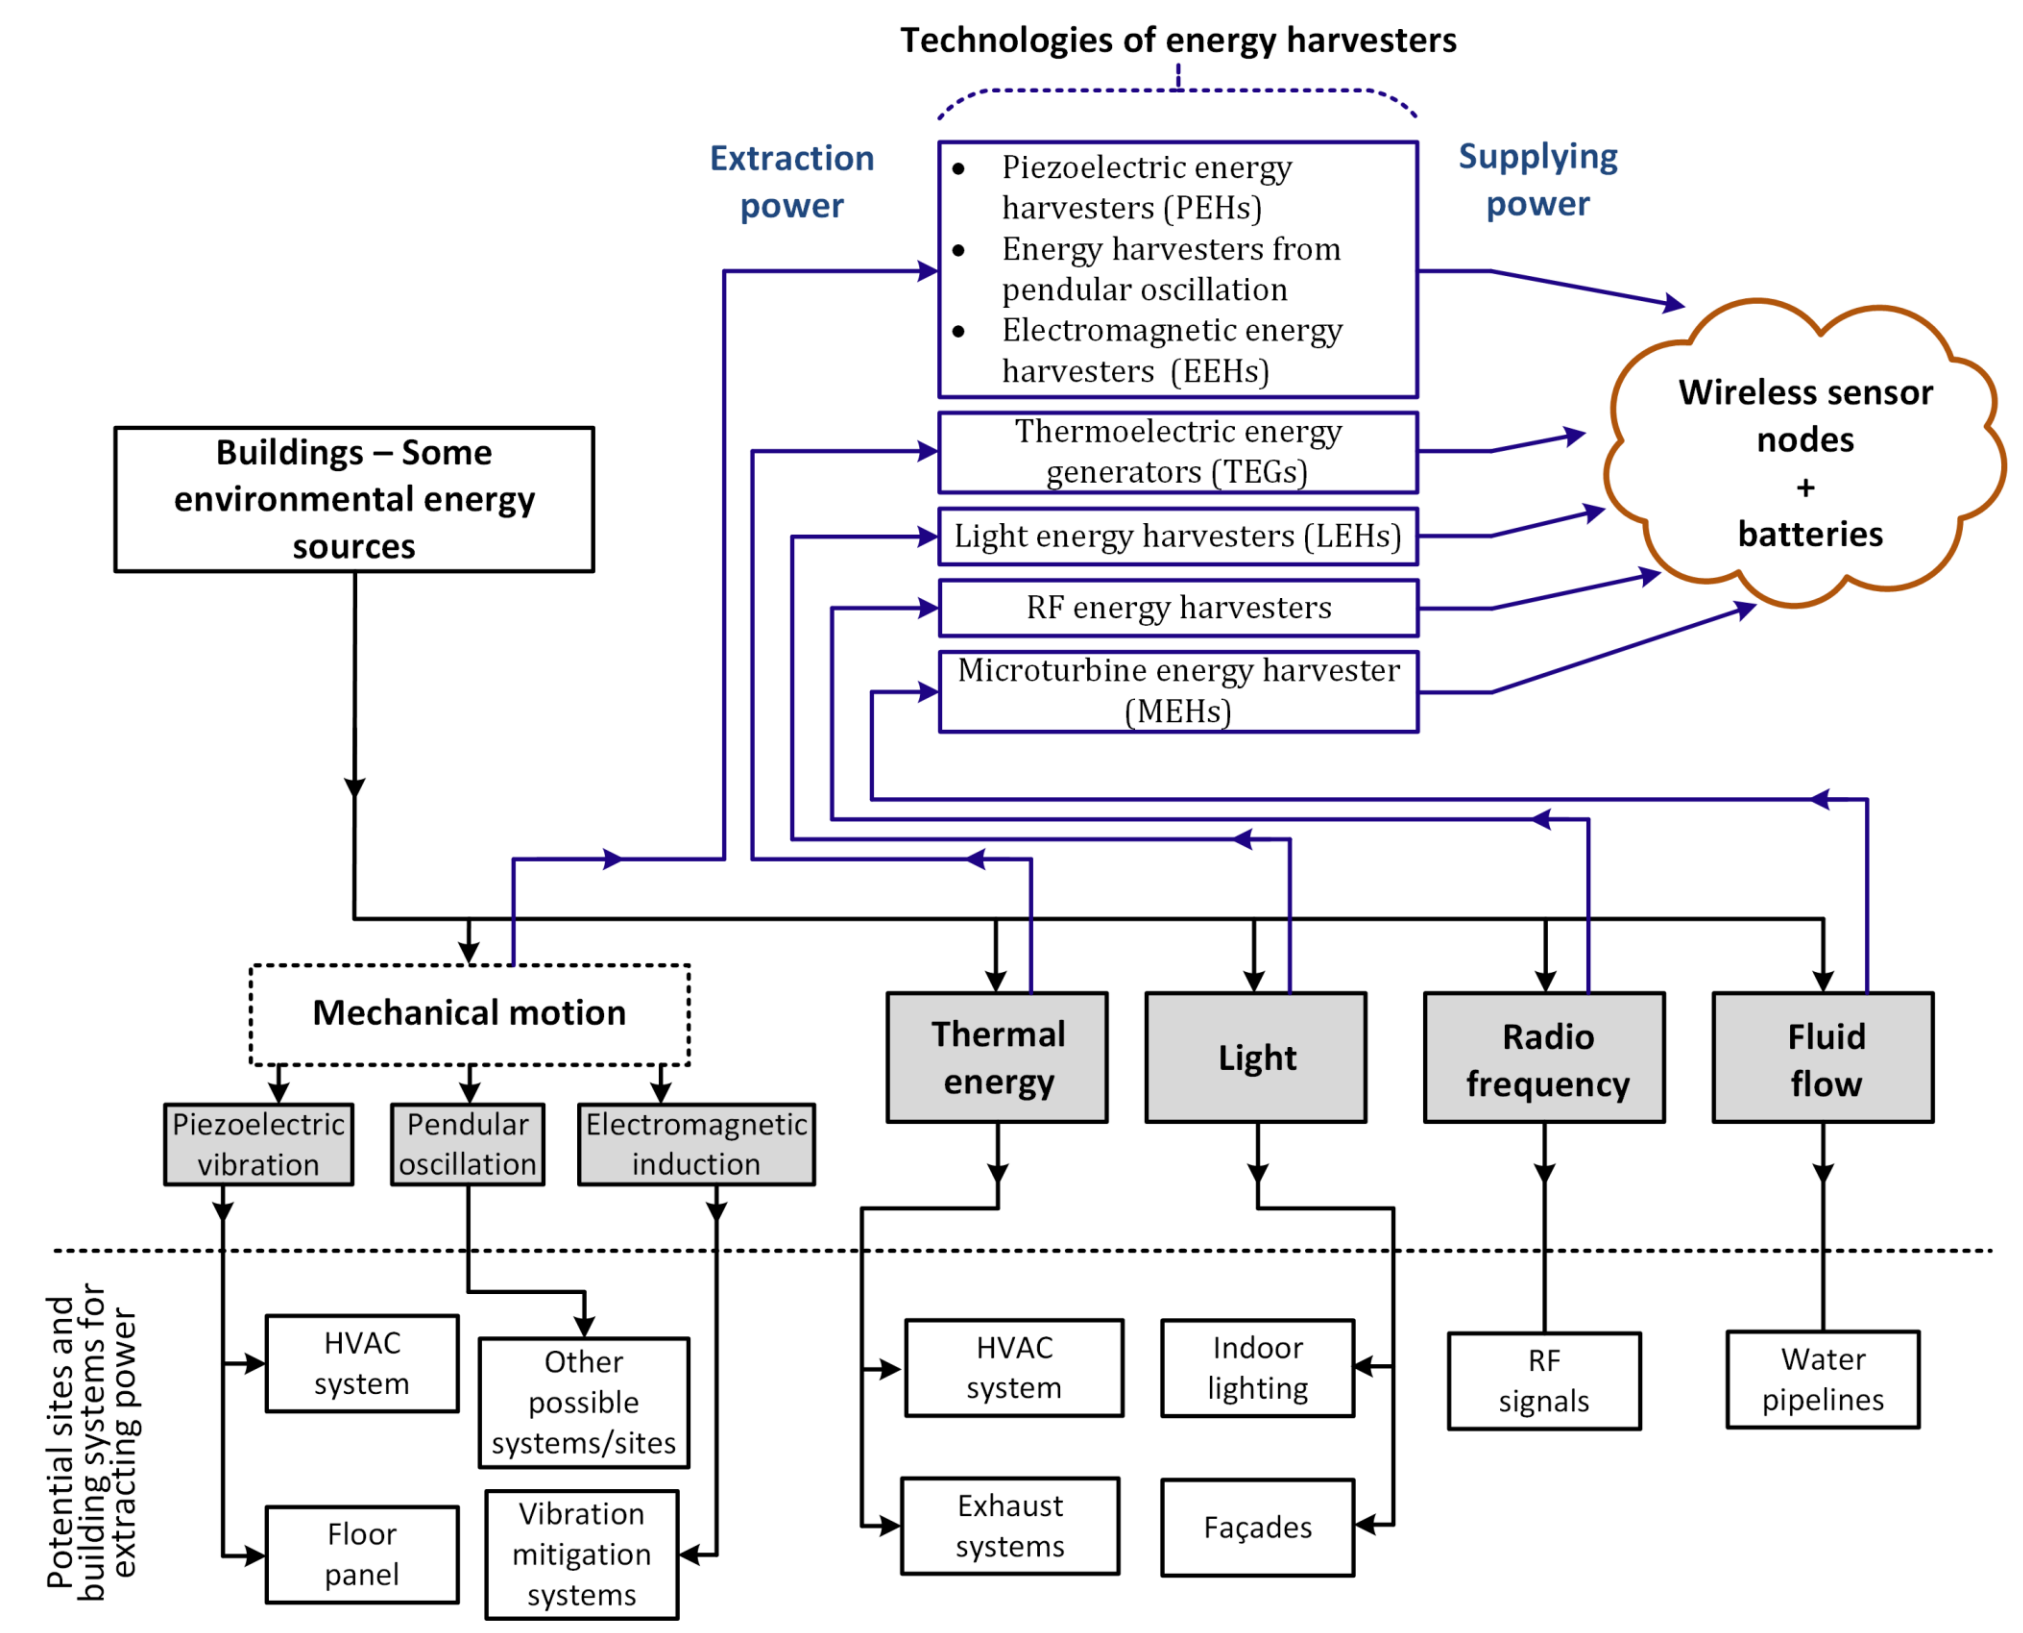 Technologies of energy harvesters
Extraction
power
• Piezoelectric energy
harvesters (PEHs)
• Energy harvesters from
pendular oscillation
• Electromagnetic energy
harvesters (EEHs)
Supplying
power
Thermoelectric energy
generators (TEGs)
Light energy harvesters (LEHs)
RF energy harvesters
Microturbine energy harvester
(MEHs)
Wireless sensor
nodes
+
batteries
Buildings – Some
environmental energy
sources
Mechanical motion
Thermal
energy
Light
Radio
frequency
Fluid
flow
Piezoelectric
vibration
Pendular
oscillation
Electromagnetic
induction
Potential sites and
building systems for
extracting power
HVAC
system
Other
possible
systems/sites
HVAC
system
Indoor
lighting
RF
signals
Water
pipelines
Floor
panel
Vibration
mitigation
systems
Exhaust
systems
Façades